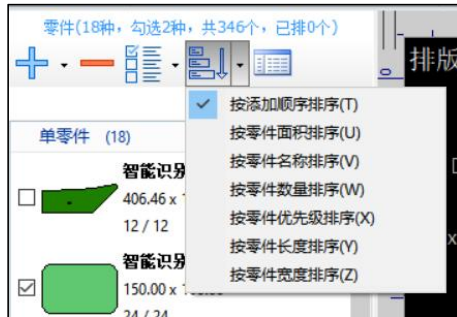 零件(18种，勾选2种，共346个，已排0个)
排版
按添加顺序排序(T)
按零件面积排序(U)
按零件名称排序(V)
按零件数量排序(W)
按零件优先级排序(X)
按零件长度排序(Y)
按零件宽度排序(Z)
单零件 (18)
智能识别
406.46 x
12 / 12
智能识别
150.00 x
24 / 24